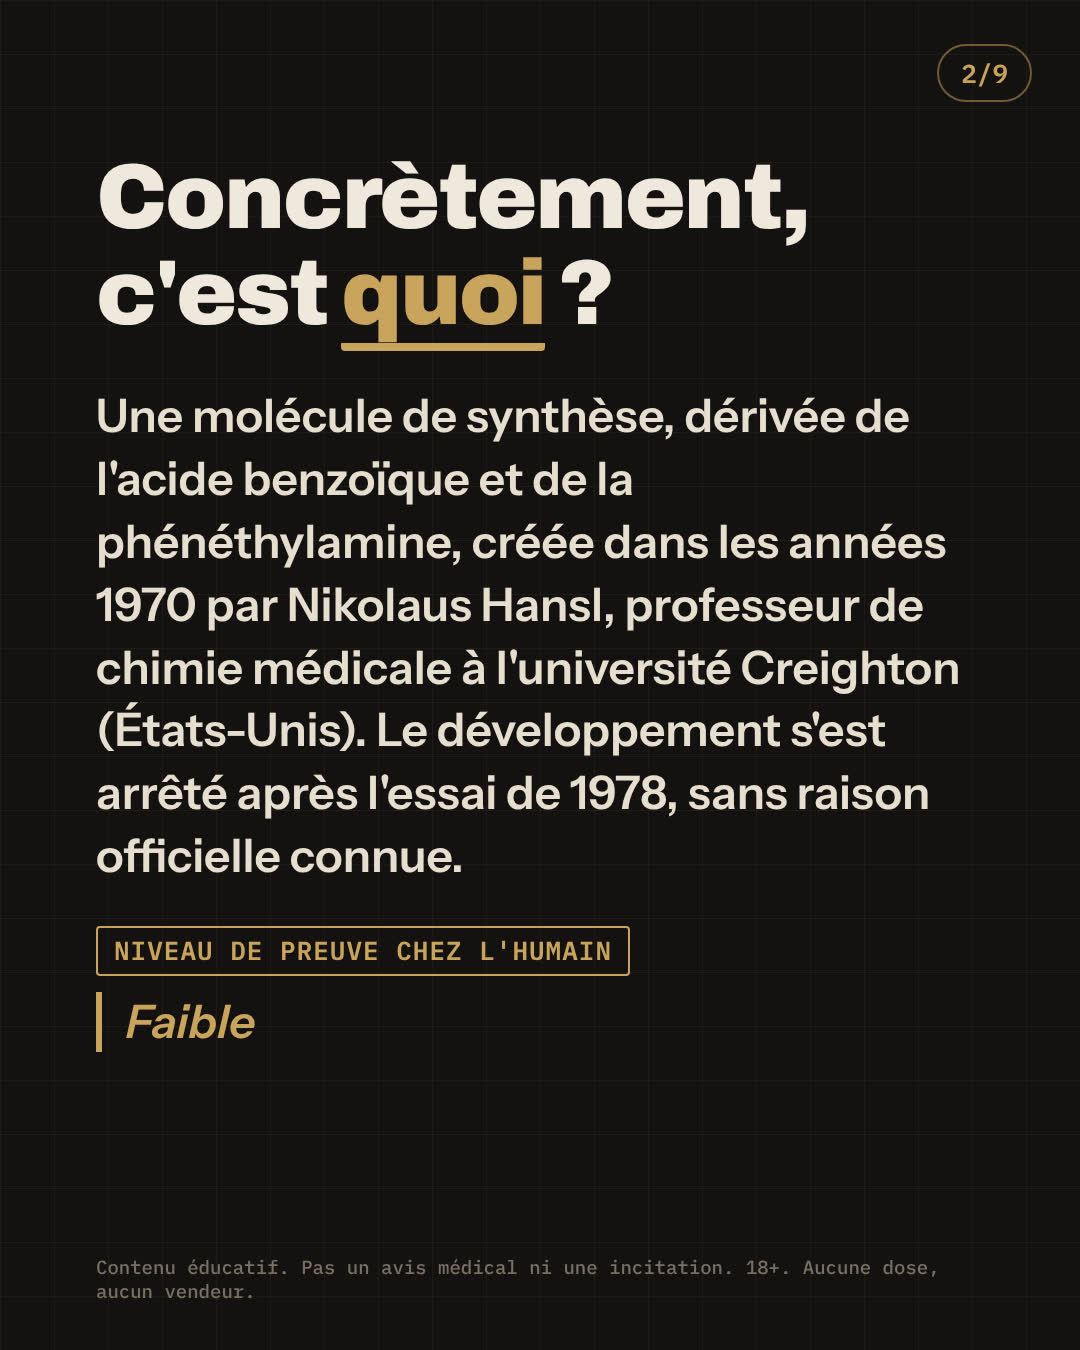 2/9
Concrètement,
c'est quoi ?
Une molécule de synthèse, dérivée de
l'acide benzoïque et de la
phénéthylamine, créée dans les années
1970 par Nikolaus Hansl, professeur de
chimie médicale à l'université Creighton
(États-Unis). Le développement s'est
arrêté après l'essai de 1978, sans raison
officielle connue.
NIVEAU DE PREUVE CHEZ L'HUMAIN
Faible
Contenu éducatif. Pas un avis médical ni une incitation. 18+. Aucune dose,
aucun vendeur.